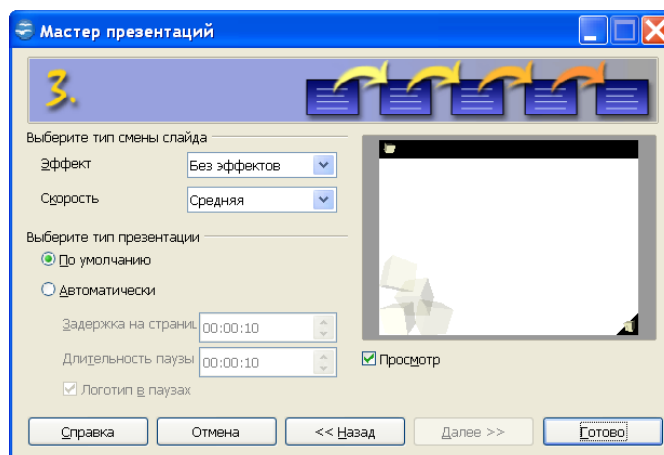 Мастер презентаций
3.
Выберите тип смены слайда
Эффект
Без эффектов
Скорость
Средняя
Выберите тип презентации
По умолчанию
Автоматически
Задержка на страниц
00:00:10
Длительность паузы
00:00:10
Логотип в паузах
Просмотр
Справка
Отмена
<< Назад
Далее >>
Готово